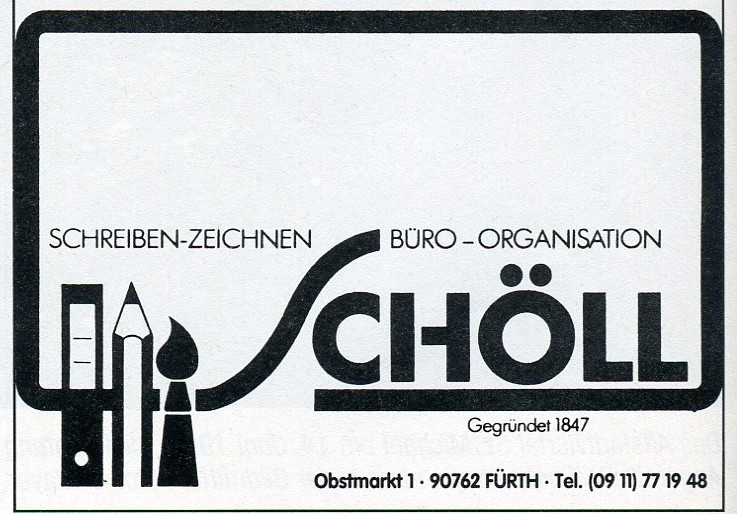 SCHREIBEN-ZEICHNEN BÜRO – ORGANISATION
SCHÖLL
Gegründet 1847
Obstmarkt 1 · 90762 FÜRTH · Tel. (09 11) 77 19 48